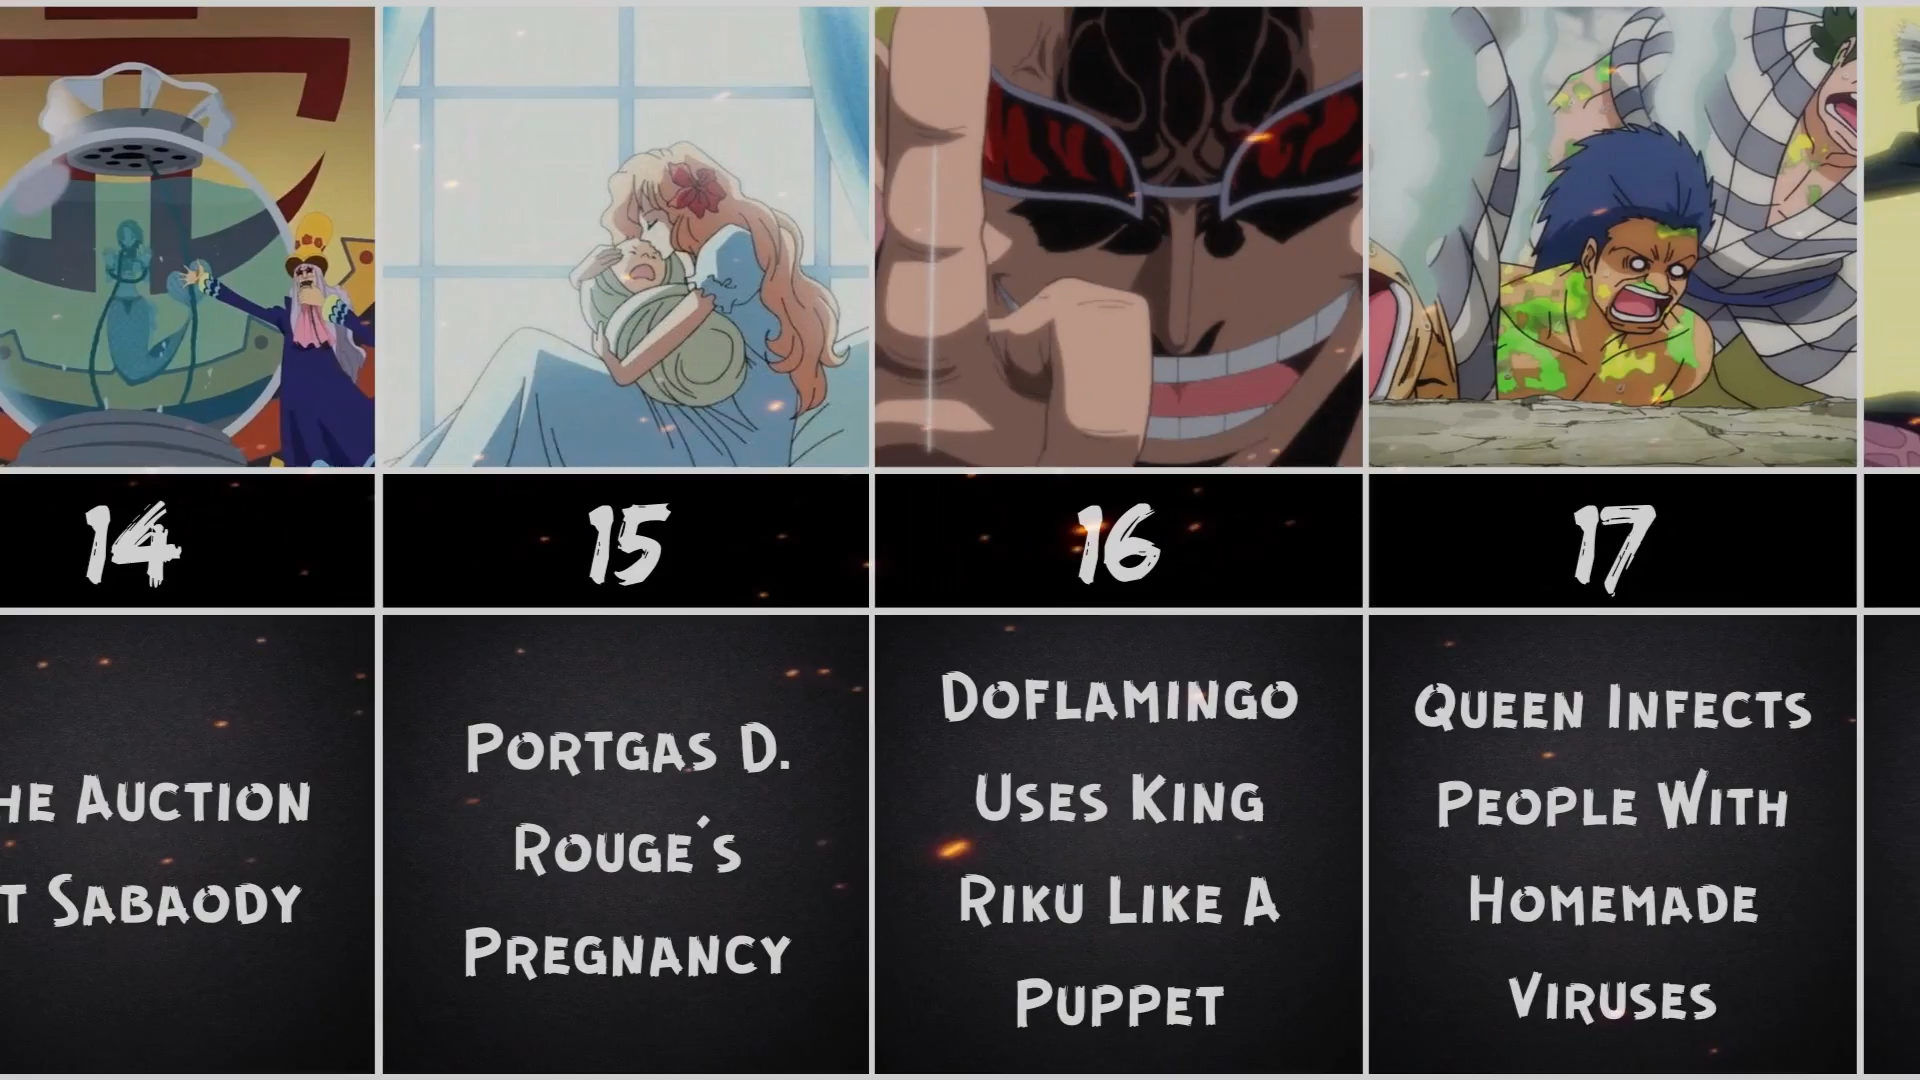 14
15
16
17
he Auction
t Sabaody
Portgas D.
Rouge's
Pregnancy
Doflamingo
Uses King
Riku Like A
Puppet
Queen Infects
People With
Homemade
Viruses